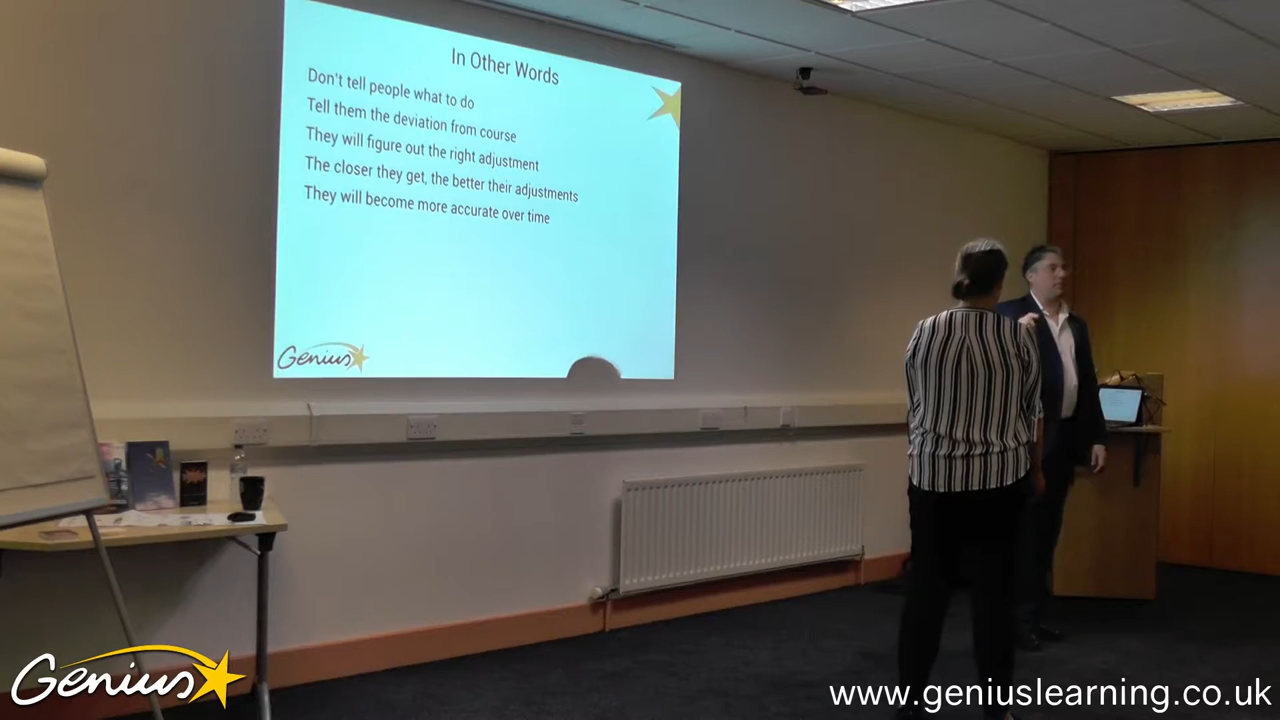 In Other Words
Don't tell people what to do
Tell them the deviation from course
They will figure out the right adjustment
The closer they get, the better their adjustments
They will become more accurate over time
Genius
Genius
www.geniuslearning.co.uk